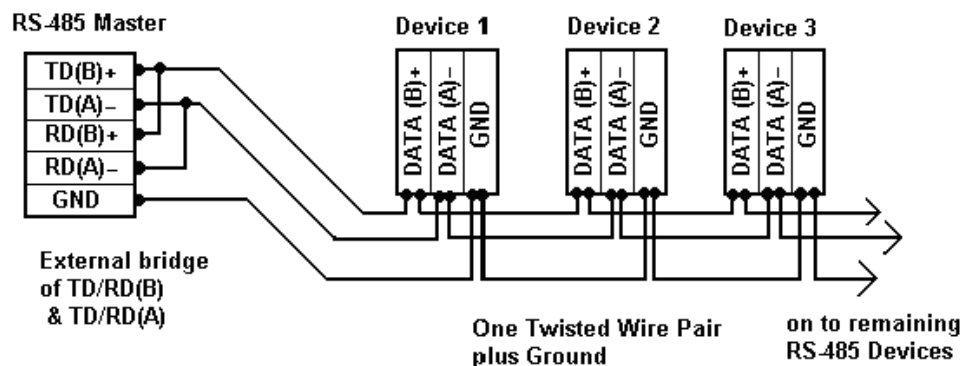 RS-485 Master
Device 1
Device 2
Device 3
TD(B)+
TD(A)–
RD(B)+
RD(A)–
GND
DATA (B)+
DATA (A)–
GND
DATA (B)+
DATA (A)–
GND
DATA (B)+
DATA (A)–
GND
External bridge
of TD/RD(B)
& TD/RD(A)
One Twisted Wire Pair
plus Ground
on to remaining
RS-485 Devices